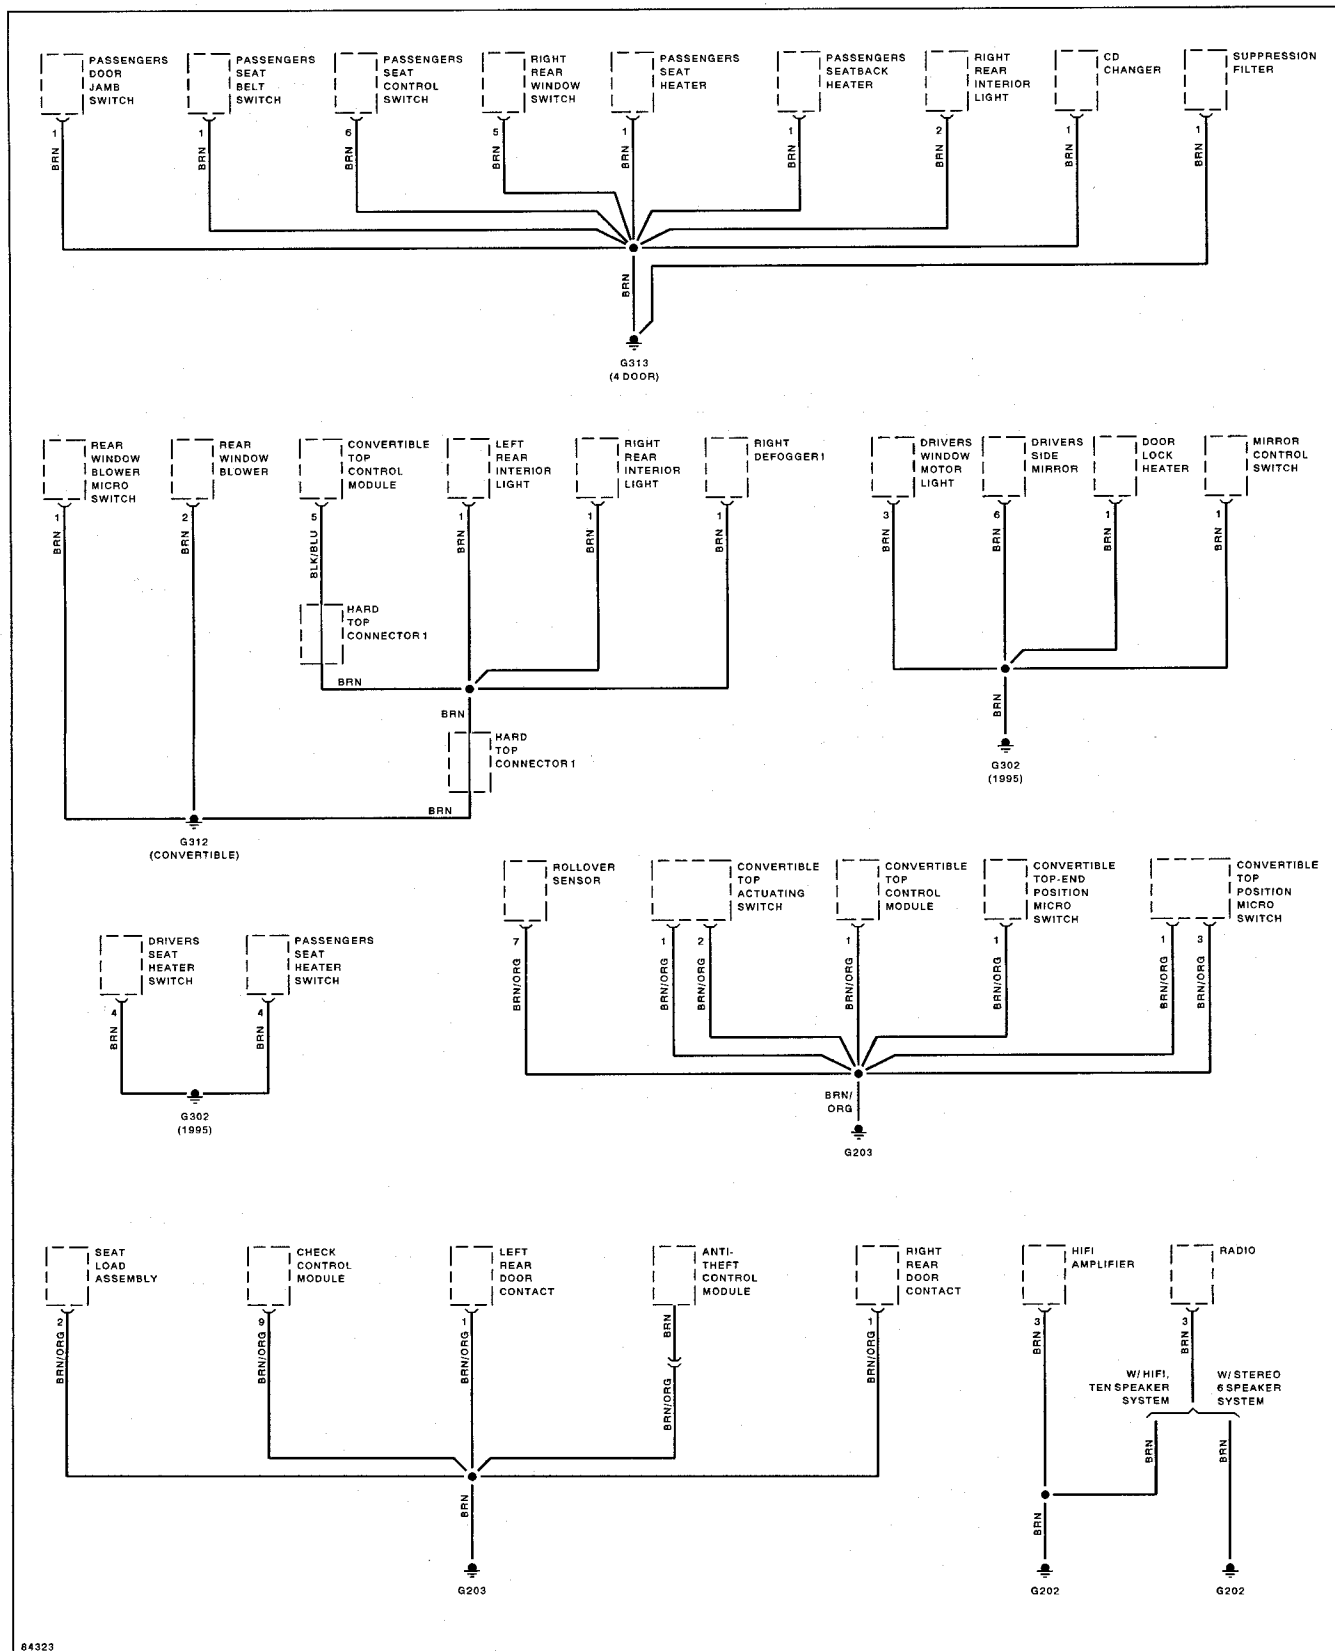 PASSENGERS
DOOR
JAMB
SWITCH
PASSENGERS
SEAT
BELT
SWITCH
PASSENGERS
SEAT
CONTROL
SWITCH
RIGHT
REAR
WINDOW
SWITCH
PASSENGERS
SEAT
HEATER
PASSENGERS
SEATBACK
HEATER
RIGHT
REAR
INTERIOR
LIGHT
CD
CHANGER
SUPPRESSION
FILTER
1
1
6
5
1
1
2
1
1
BRN
BRN
BRN
BRN
BRN
BRN
BRN
BRN
BRN
BRN
G313
(4 DOOR)
REAR
WINDOW
BLOWER
MICRO
SWITCH
REAR
WINDOW
BLOWER
CONVERTIBLE
TOP
CONTROL
MODULE
LEFT
REAR
INTERIOR
LIGHT
RIGHT
REAR
INTERIOR
LIGHT
RIGHT
DEFOGGER 1
DRIVERS
WINDOW
MOTOR
LIGHT
DRIVERS
SIDE
MIRROR
DOOR
LOCK
HEATER
MIRROR
CONTROL
SWITCH
1
2
5
1
1
1
3
6
1
1
BRN
BRN
BLK/BLU
BRN
BRN
BRN
BRN
BRN
BRN
BRN
HARD
TOP
CONNECTOR 1
BRN
BRN
HARD
TOP
CONNECTOR 1
BRN
G312
(CONVERTIBLE)
BRN
G302
(1995)
DRIVERS
SEAT
HEATER
SWITCH
PASSENGERS
SEAT
HEATER
SWITCH
4
4
BRN
BRN
G302
(1995)
ROLLOVER
SENSOR
CONVERTIBLE
TOP
ACTUATING
SWITCH
CONVERTIBLE
TOP
CONTROL
MODULE
CONVERTIBLE
TOP-END
POSITION
MICRO
SWITCH
CONVERTIBLE
TOP
POSITION
MICRO
SWITCH
7
1
2
1
1
1
3
BRN/ORG
BRN/ORG
BRN/ORG
BRN/ORG
BRN/ORG
BRN/ORG
BRN/ORG
BRN/
ORG
G203
SEAT
LOAD
ASSEMBLY
CHECK
CONTROL
MODULE
LEFT
REAR
DOOR
CONTACT
ANTI-
THEFT
CONTROL
MODULE
RIGHT
REAR
DOOR
CONTACT
HIFI
AMPLIFIER
RADIO
2
9
1
1
3
3
BRN/ORG
BRN/ORG
BRN/ORG
BRN
BRN/ORG
BRN/ORG
BRN
BRN
W/ HIFI,
TEN SPEAKER
SYSTEM
W/ STEREO
6 SPEAKER
SYSTEM
BRN
BRN
BRN
BRN
G203
G202
G202
84323